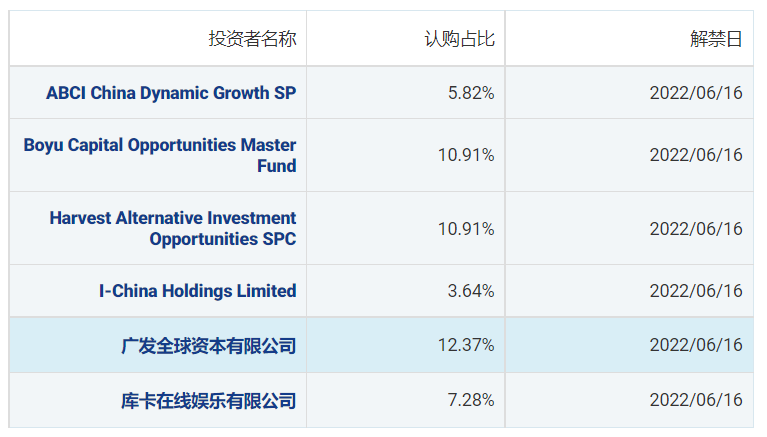 投资者名称 认购占比 解禁日
ABCI China Dynamic Growth SP 5.82% 2022/06/16
Boyu Capital Opportunities Master
Fund 10.91% 2022/06/16
Harvest Alternative Investment
Opportunities SPC 10.91% 2022/06/16
I-China Holdings Limited 3.64% 2022/06/16
广发全球资本有限公司 12.37% 2022/06/16
库卡在线娱乐有限公司 7.28% 2022/06/16